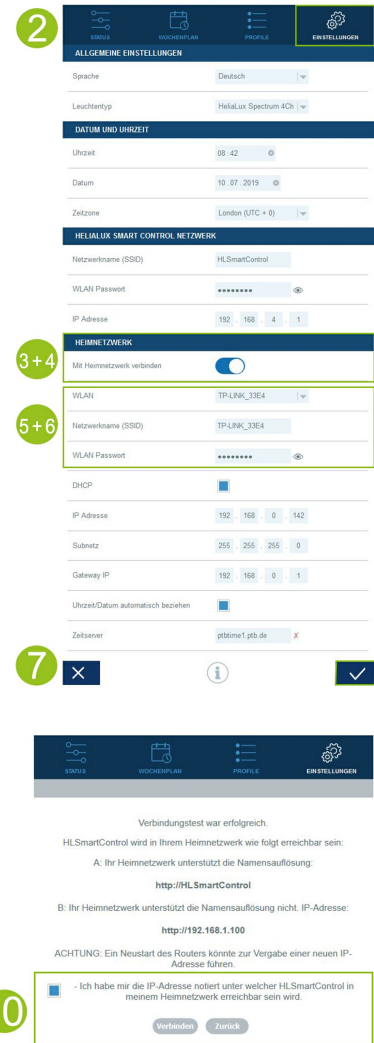 2
STATUS WOCHENPLAN PROFILE EINSTELLUNGEN
ALLGEMEINE EINSTELLUNGEN
Sprache Deutsch
Leuchtentyp HeliaLux Spectrum 4Ch
DATUM UND UHRZEIT
Uhrzeit 08 : 42
Datum 10 . 07 . 2019
Zeitzone London (UTC + 0)
HELIALUX SMART CONTROL NETZWERK
Netzwerkname (SSID) HLSmartControl
WLAN Passwort ••••••••
IP Adresse 192 . 168 . 4 . 1
HEIMNETZWERK
3+4
Mit Heimnetzwerk verbinden
WLAN TP-LINK_33E4
5+6
Netzwerkname (SSID) TP-LINK_33E4
WLAN Passwort ••••••••
DHCP
IP Adresse 192 . 168 . 0 . 142
Subnetz 255 . 255 . 255 . 0
Gateway IP 192 . 168 . 0 . 1
Uhrzeit/Datum automatisch beziehen
Zeitserver ptbtime1.ptb.de X
7
i
STATUS WOCHENPLAN PROFILE EINSTELLUNGEN
Verbindungstest war erfolgreich.
HLSmartControl wird in Ihrem Heimnetzwerk wie folgt erreichbar sein:
A: Ihr Heimnetzwerk unterstützt die Namensauflösung:
http://HLSmartControl
B: Ihr Heimnetzwerk unterstützt die Namensauflösung nicht. IP-Adresse:
http://192.168.1.100
ACHTUNG: Ein Neustart des Routers könnte zur Vergabe einer neuen IP-
Adresse führen.
- Ich habe mir die IP-Adresse notiert unter welcher HLSmartControl in
meinem Heimnetzwerk erreichbar sein wird.
0
Verbinden Zurück